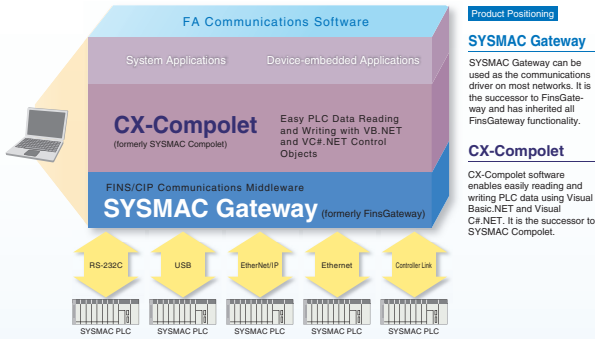 FA Communications Software
System Applications
Device-embedded Applications
CX-Compolet
(formerly SYSMAC Compolet)
Easy PLC Data Reading
and Writing with VB.NET
and VC#.NET Control
Objects
FINS/CIP Communications Middleware
SYSMAC Gateway (formerly FinsGateway)
RS-232C
USB
EtherNet/IP
Ethernet
Controller Link
SYSMAC PLC
SYSMAC PLC
SYSMAC PLC
SYSMAC PLC
SYSMAC PLC
Product Positioning
SYSMAC Gateway
SYSMAC Gateway can be
used as the communications
driver on most networks. It is
the successor to FinsGate-
way and has inherited all
FinsGateway functionality.
CX-Compolet
CX-Compolet software
enables easily reading and
writing PLC data using Visual
Basic.NET and Visual
C#.NET. It is the successor to
SYSMAC Compolet.